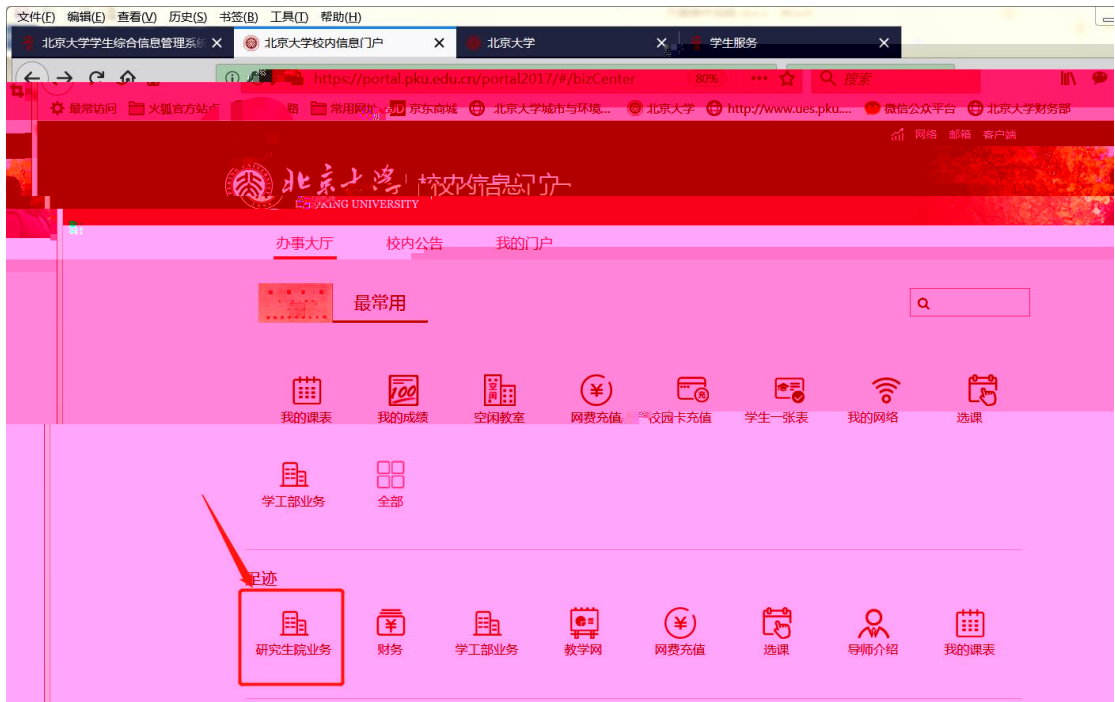 文件(F) 编辑(E) 查看(V) 历史(S) 书签(B) 工具(T) 帮助(H)
北京大学学生综合信息管理系统 北京大学校内信息门户 北京大学 学生服务
https://portal.pku.edu.cn/portal2017/#/bizCenter 80% 搜索
最常访问 火狐官方站点 常用网址 京东商城 北京大学城市与环境... 北京大学 http://www.ues.pku.... 微信公众平台 北京大学财务部
网络 邮箱 客户端
北京大学 校内信息门户
PEKING UNIVERSITY
办事大厅 校内公告 我的门户
最常用
我的课表 我的成绩 空闲教室 网费充值 校园卡充值 学生一张表 我的网络 选课
学工部业务 全部
足迹
研究生院业务 财务 学工部业务 教学网 网费充值 选课 导师介绍 我的课表